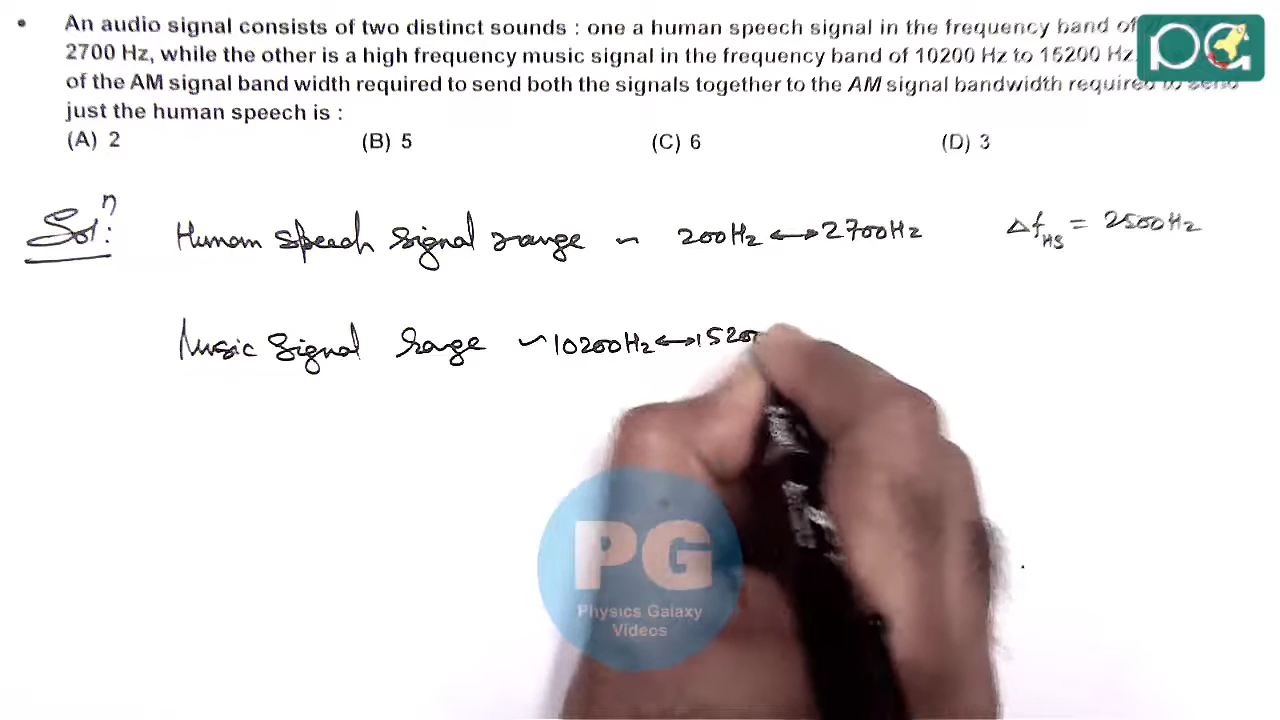 An audio signal consists of two distinct sounds : one a human speech signal in the frequency band of
2700 Hz, while the other is a high frequency music signal in the frequency band of 10200 Hz to 15200 Hz.
of the AM signal band width required to send both the signals together to the AM signal bandwidth required to send
just the human speech is :
(A) 2 (B) 5 (C) 6 (D) 3
Solⁿ: Human Speech Signal range ~ 200Hz ↔ 2700Hz Δf_HS = 2500Hz
Music Signal Range ~ 10200Hz ↔ 1520
PG
PG
Physics Galaxy
Videos